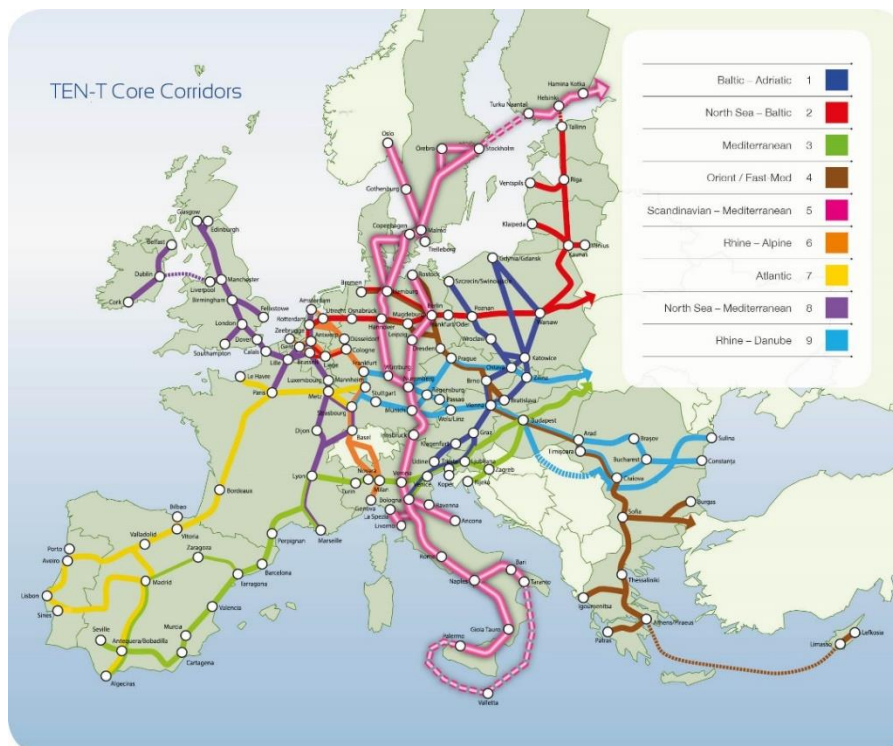 TEN-T Core Corridors
Baltic – Adriatic 1
North Sea – Baltic 2
Mediterranean 3
Orient / East-Med 4
Scandinavian – Mediterranean 5
Rhine – Alpine 6
Atlantic 7
North Sea – Mediterranean 8
Rhine – Danube 9
Hamina Kotka
Helsinki
Turku Naantali
Oslo
Örebro
Stockholm
Tallinn
Gothenburg
Ventspils
Riga
Glasgow
Edinburgh
Copenhagen
Malmö
Trelleborg
Klaipeda
Vilnius
Kaunas
Belfast
Dublin
Cork
Manchester
Liverpool
Birmingham
Felixstowe
London
Dover
Calais
Southampton
Rostock
Gdynia/Gdansk
Szczecin/Swinoujscie
Hamburg
Bremen
Amsterdam
Rotterdam
Utrecht
Osnabrück
Hannover
Magdeburg
Berlin
Frankfurt/Oder
Poznan
Warsaw
Zeebrugge
Antwerp
Düsseldorf
Cologne
Liège
Lille
Leipzig
Dresden
Wroclaw
Katowice
Ostrava
Prague
Brno
Zilina
Le Havre
Paris
Luxembourg
Metz
Mannheim
Frankfurt
Würzburg
Regensburg
Passau
Wels/Linz
Strasbourg
Stuttgart
Munich
Vienna
Bratislava
Budapest
Dijon
Basel
Innsbruck
Klagenfurt
Graz
Udine
Ljubljana
Zagreb
Koper
Lyon
Turin
Novara
Milan
Genova
Verona
Bologna
Ravenna
La Spezia
Livorno
Ancona
Arad
Timişoara
Braşov
Bucharest
Craiova
Sulina
Constanța
Bordeaux
Bilbao
Vitoria
Valladolid
Marseille
Perpignan
Porto
Aveiro
Zaragoza
Barcelona
Tarragona
Madrid
Lisbon
Sines
Valencia
Seville
Murcia
Antequera/Bobadilla
Cartagena
Algeciras
Naples
Bari
Taranto
Gioia Tauro
Palermo
Valletta
Sofia
Burgas
Thessaloniki
Igoumenitsa
Athens/Piraeus
Patras
Limassol
Lefkosia